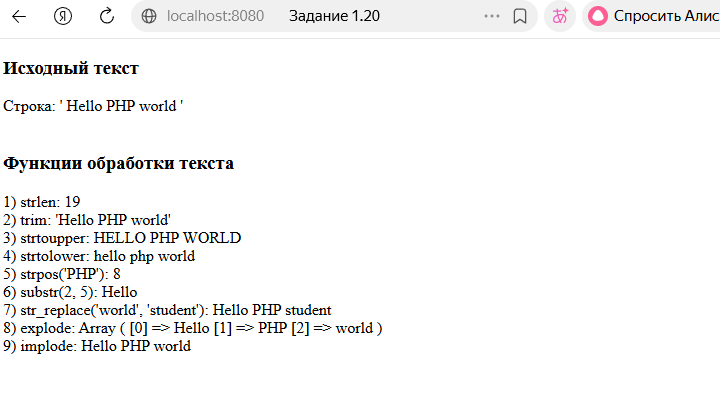 localhost:8080 Задание 1.20 Спросить Алис
Исходный текст
Строка: ' Hello PHP world '
Функции обработки текста
1) strlen: 19
2) trim: 'Hello PHP world'
3) strtoupper: HELLO PHP WORLD
4) strtolower: hello php world
5) strpos('PHP'): 8
6) substr(2, 5): Hello
7) str_replace('world', 'student'): Hello PHP student
8) explode: Array ( [0] => Hello [1] => PHP [2] => world )
9) implode: Hello PHP world